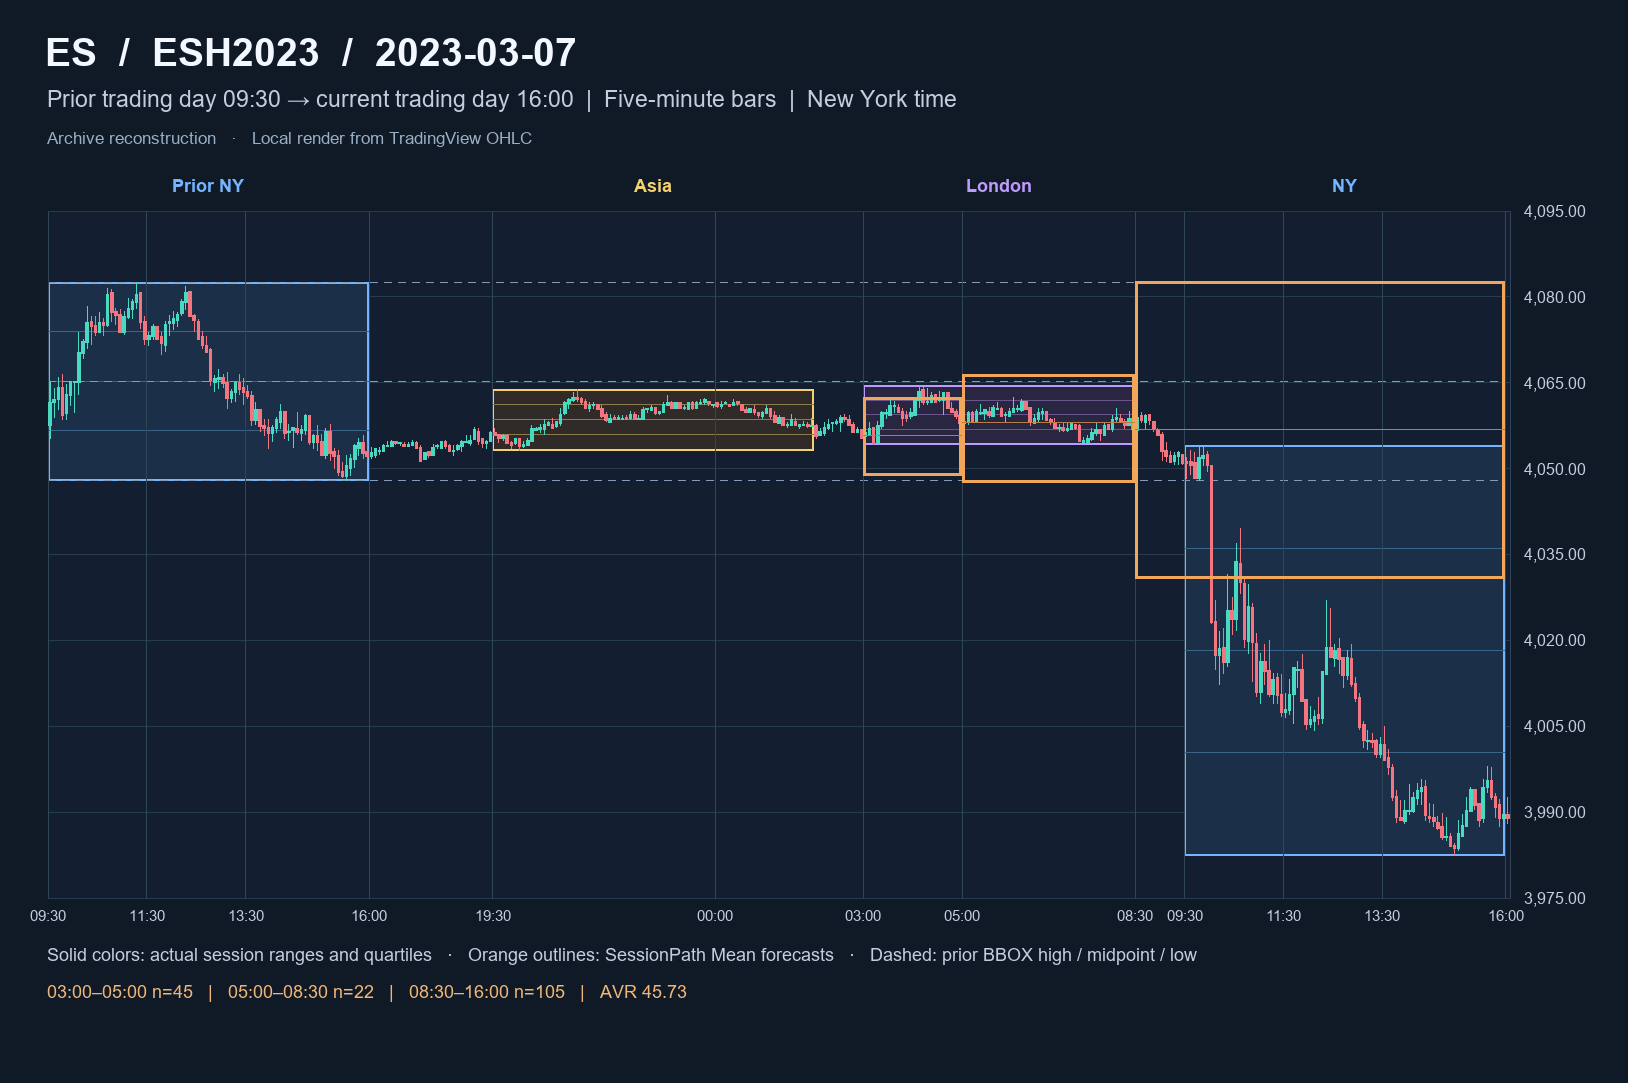 ES / ESH2023 / 2023-03-07
Prior trading day 09:30 → current trading day 16:00 | Five-minute bars | New York time
Archive reconstruction · Local render from TradingView OHLC
Prior NY Asia London NY
4,095.00
4,080.00
4,065.00
4,050.00
4,035.00
4,020.00
4,005.00
3,990.00
3,975.00
09:30 11:30 13:30 16:00 19:30 00:00 03:00 05:00 08:30 09:30 11:30 13:30 16:00
Solid colors: actual session ranges and quartiles · Orange outlines: SessionPath Mean forecasts · Dashed: prior BBOX high / midpoint / low
03:00–05:00 n=45 | 05:00–08:30 n=22 | 08:30–16:00 n=105 | AVR 45.73